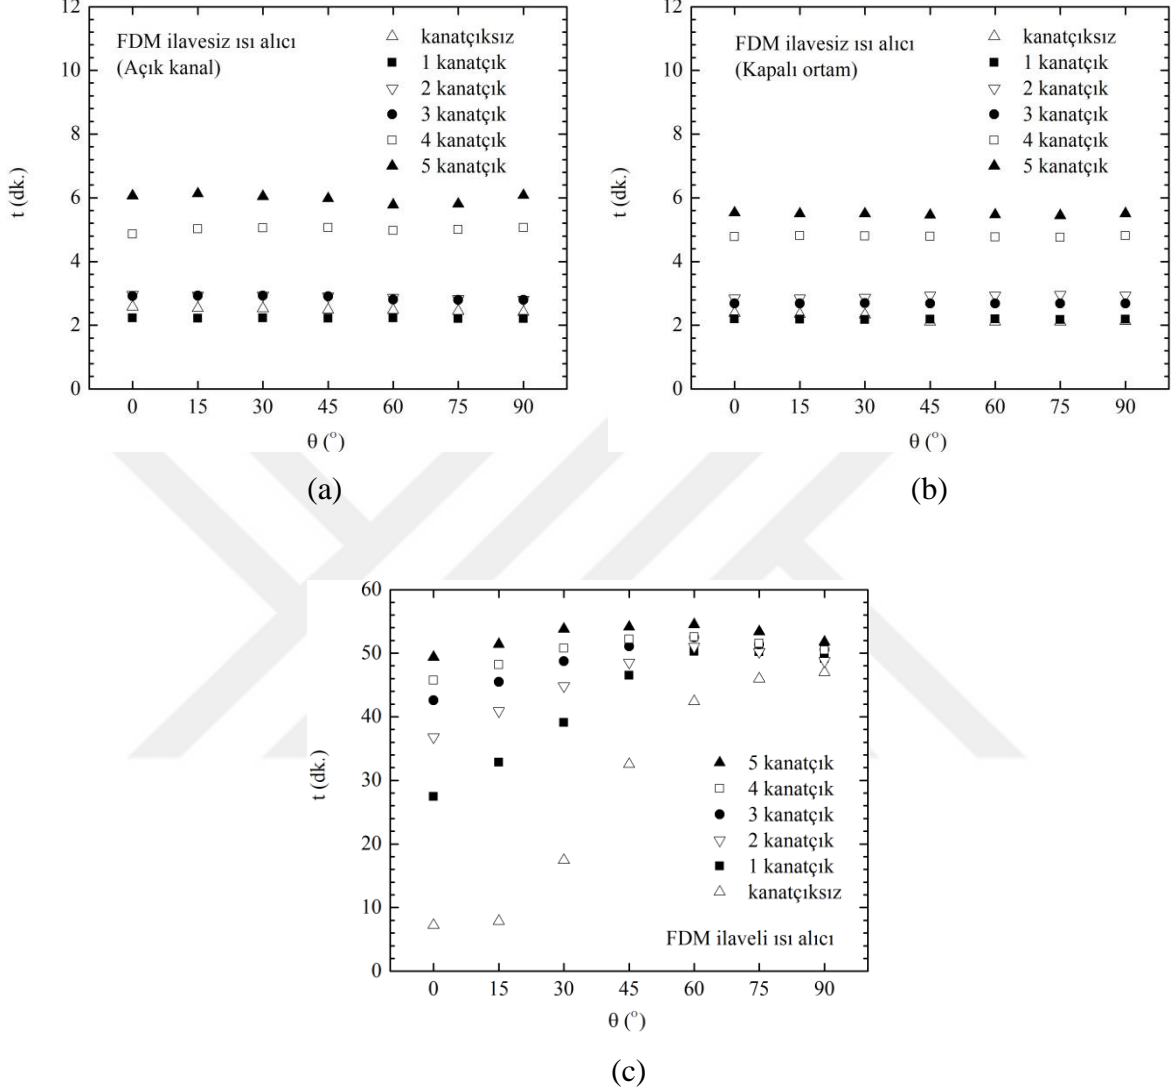 FDM ilavesiz ısı alıcı
(Açık kanal)
kanatçıksız
1 kanatçık
2 kanatçık
3 kanatçık
4 kanatçık
5 kanatçık
12
10
8
6
4
2
0
t (dk.)
0 15 30 45 60 75 90
θ (°)
(a)
FDM ilavesiz ısı alıcı
(Kapalı ortam)
kanatçıksız
1 kanatçık
2 kanatçık
3 kanatçık
4 kanatçık
5 kanatçık
12
10
8
6
4
2
0
t (dk.)
0 15 30 45 60 75 90
θ (°)
(b)
60
50
40
30
20
10
0
t (dk.)
5 kanatçık
4 kanatçık
3 kanatçık
2 kanatçık
1 kanatçık
kanatçıksız
FDM ilaveli ısı alıcı
0 15 30 45 60 75 90
θ (°)
(c)